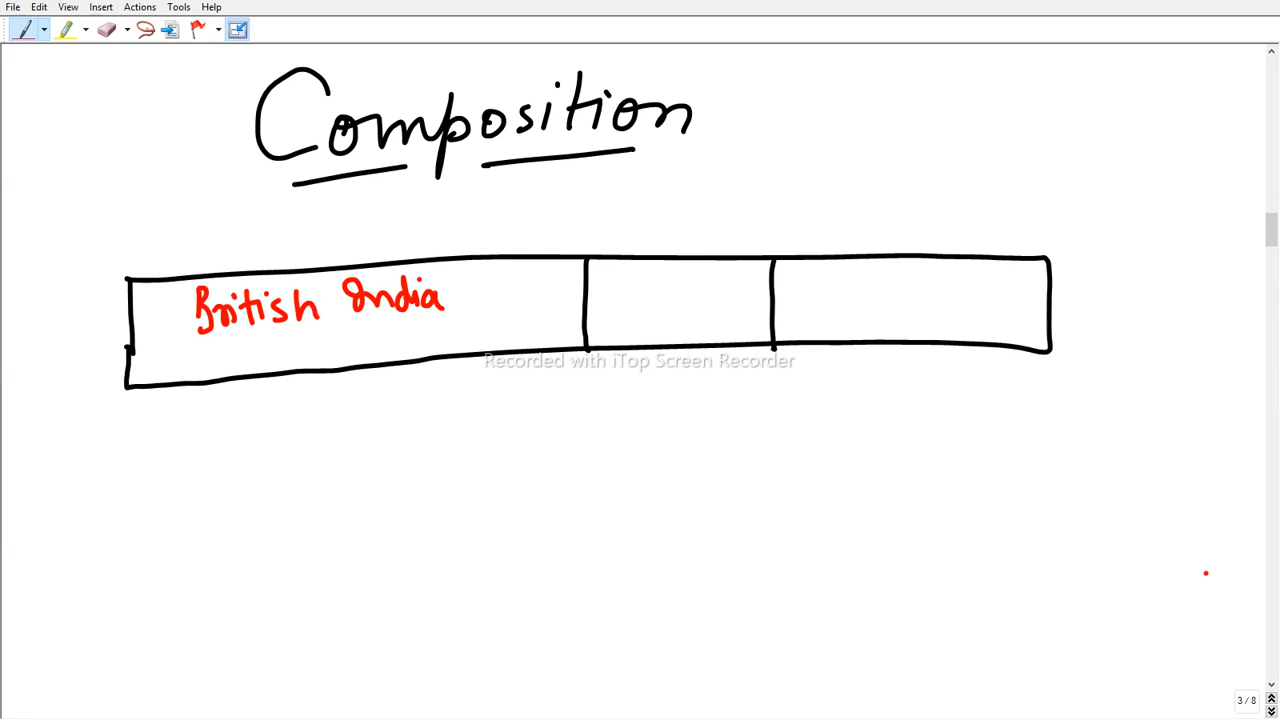 File Edit View Insert Actions Tools Help
Composition
British India
Recorded with iTop Screen Recorder
3 / 8